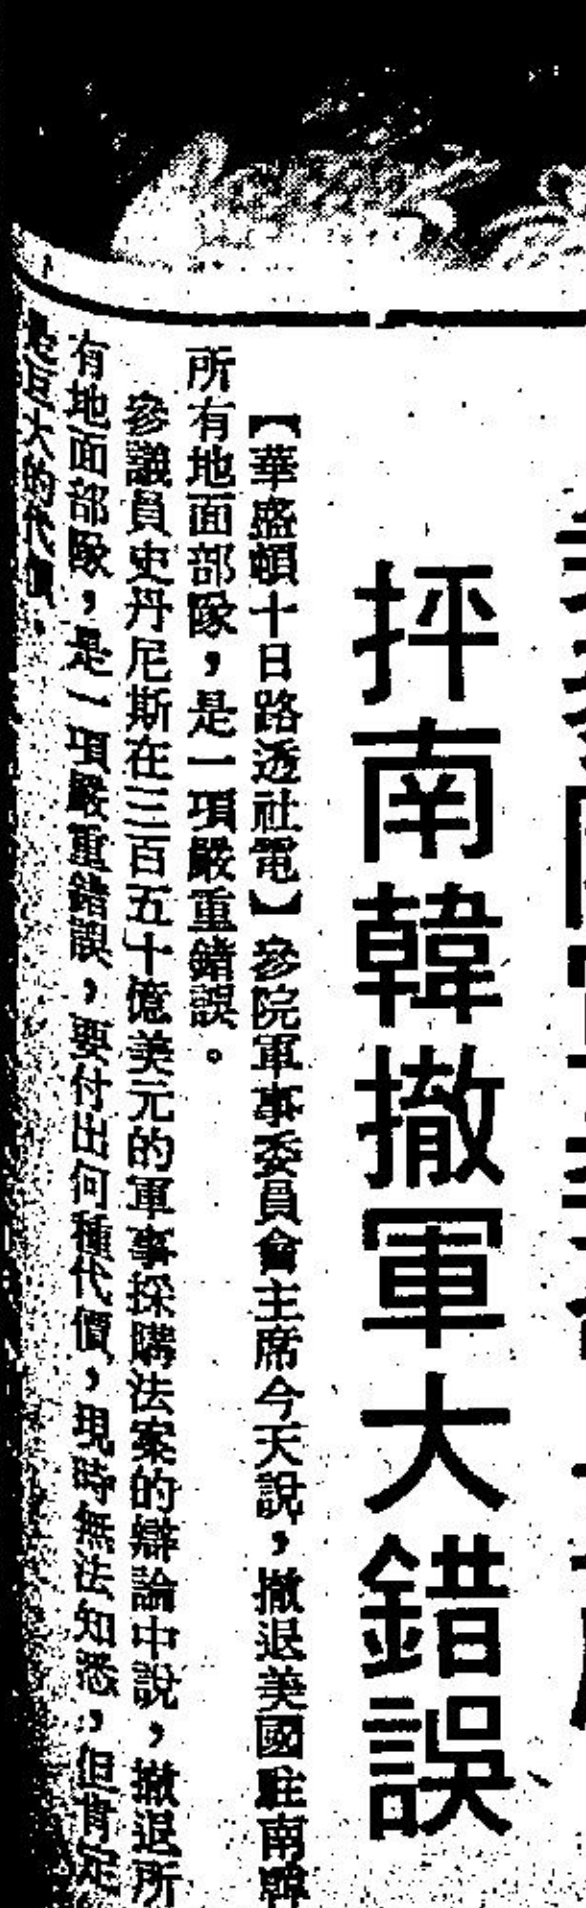 抨南韓撤軍大錯誤
【華盛頓十日路透社電】參院軍事委員會主席今天說，撤退美國駐南韓
所有地面部隊，是一項嚴重錯誤。
參議員史丹尼斯在三百五十億美元的軍事採購法案的辯論中說，撤退所
有地面部隊，是一項嚴重錯誤，要付出何種代價，現時無法知悉，但肯定
是巨大的代價。